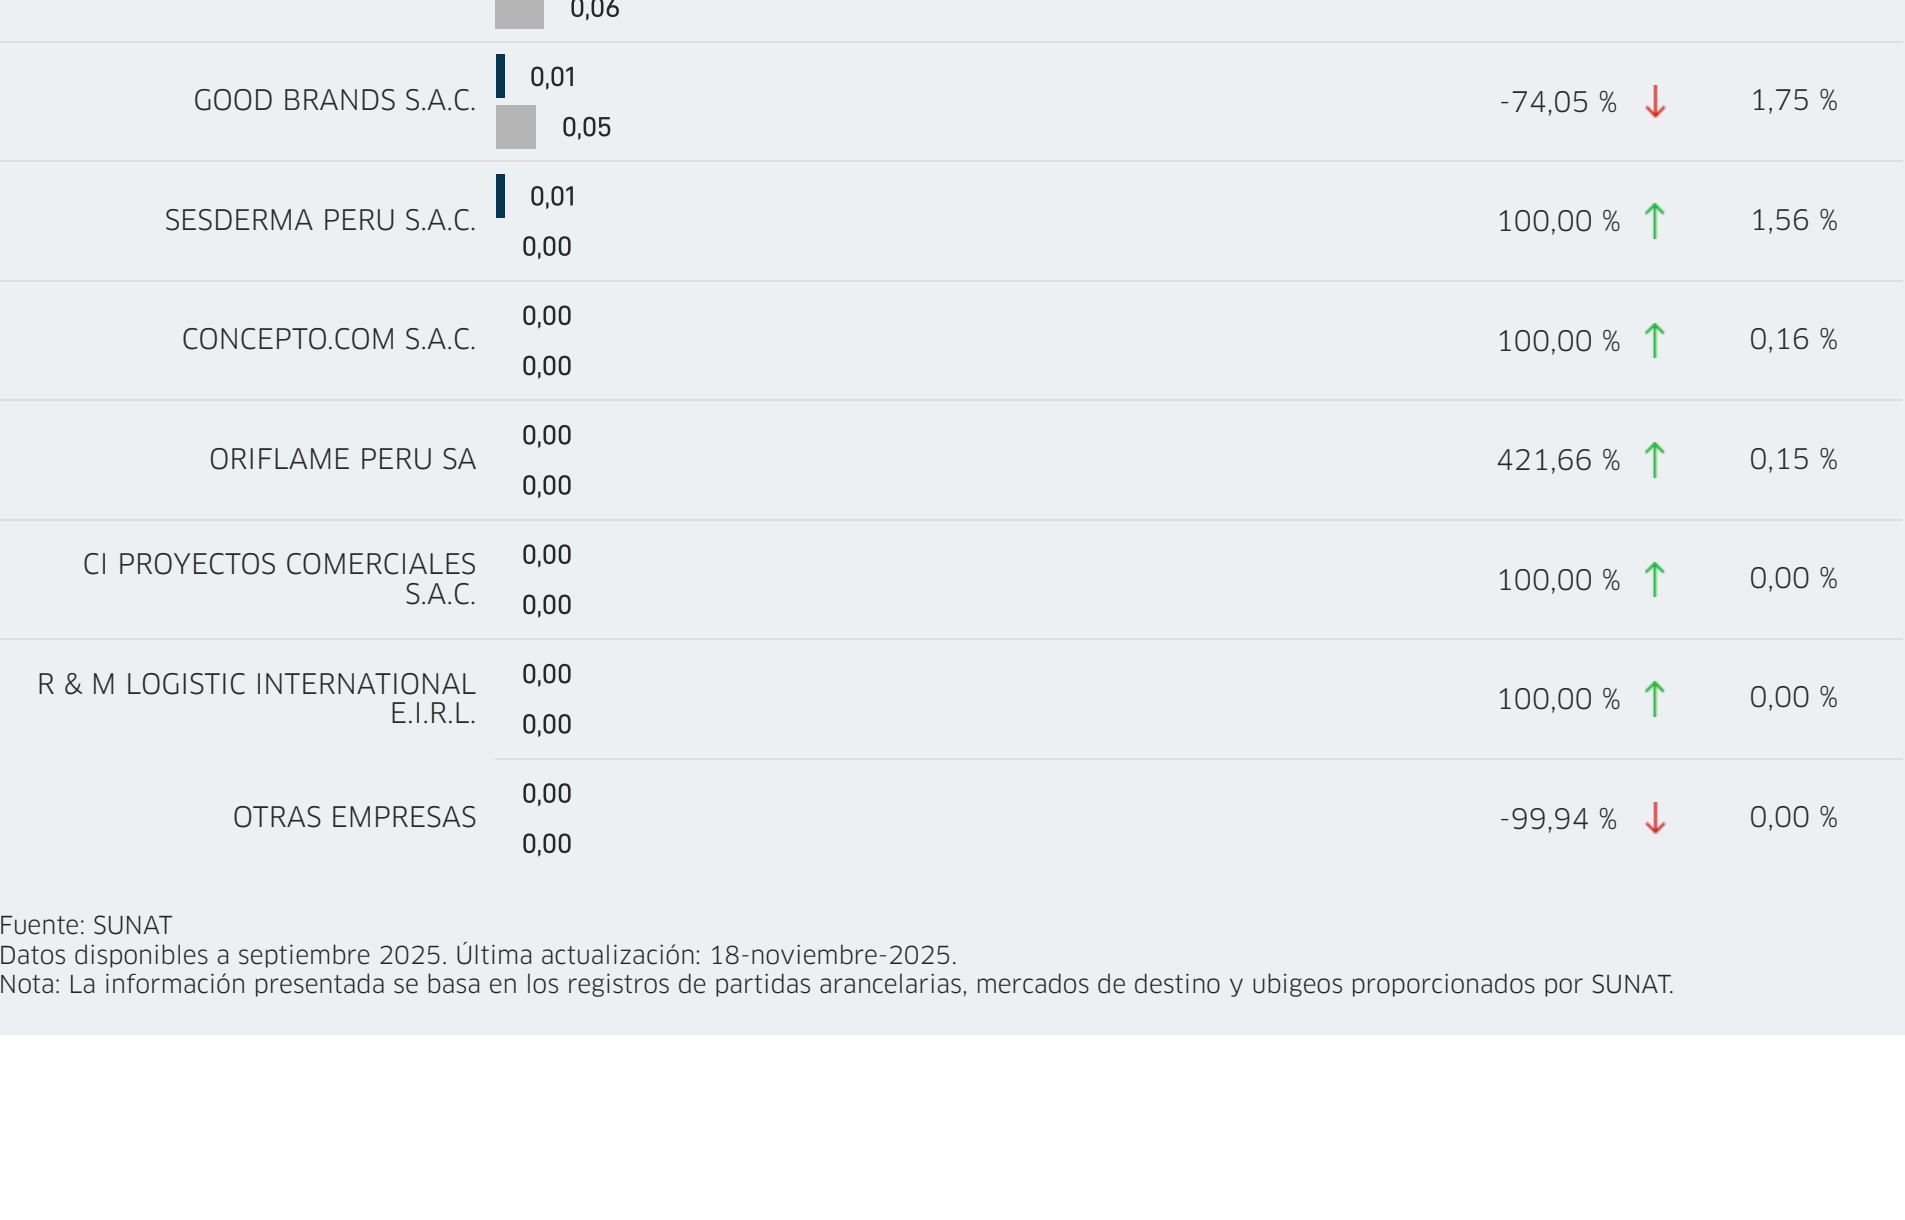 0,06
GOOD BRANDS S.A.C.
0,01
0,05
-74,05 %
1,75 %
SESDERMA PERU S.A.C.
0,01
0,00
100,00 %
1,56 %
CONCEPTO.COM S.A.C.
0,00
0,00
100,00 %
0,16 %
ORIFLAME PERU SA
0,00
0,00
421,66 %
0,15 %
CI PROYECTOS COMERCIALES
S.A.C.
0,00
0,00
100,00 %
0,00 %
R & M LOGISTIC INTERNATIONAL
E.I.R.L.
0,00
0,00
100,00 %
0,00 %
OTRAS EMPRESAS
0,00
0,00
-99,94 %
0,00 %
Fuente: SUNAT
Datos disponibles a septiembre 2025. Última actualización: 18-noviembre-2025.
Nota: La información presentada se basa en los registros de partidas arancelarias, mercados de destino y ubigeos proporcionados por SUNAT.